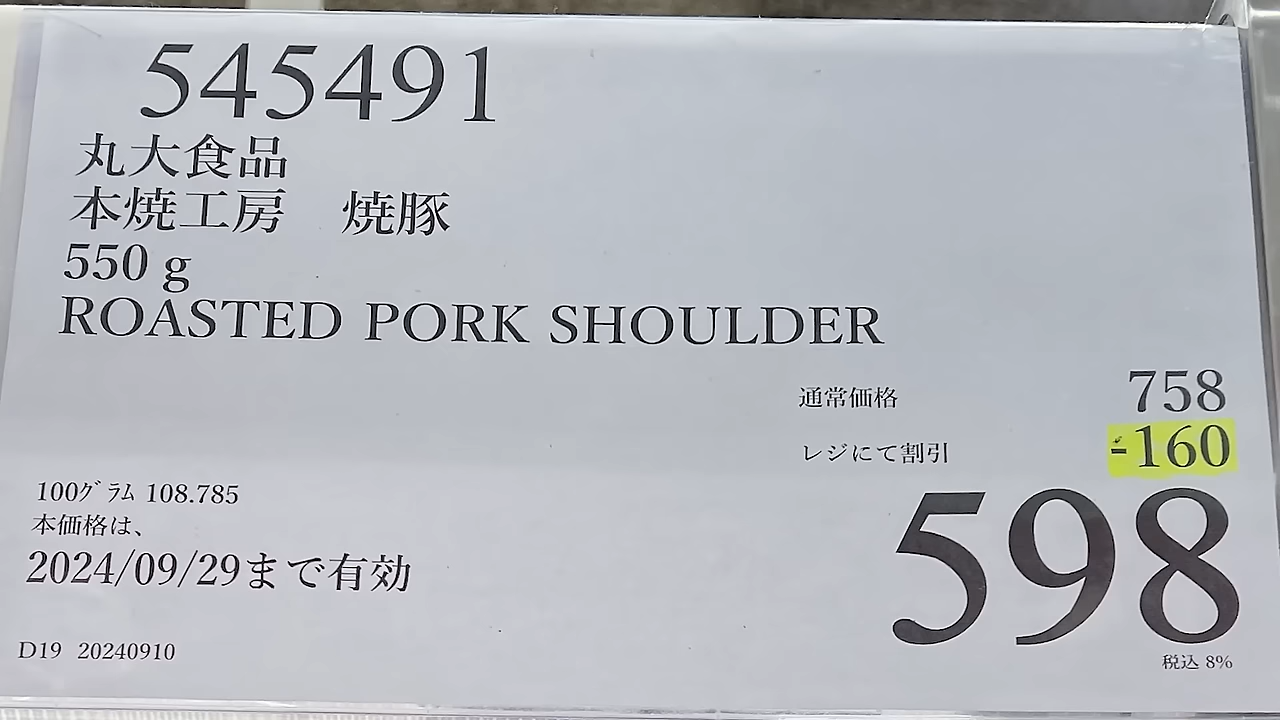 545491
丸大食品
本焼工房　焼豚
550 g
ROASTED PORK SHOULDER
通常価格 758
レジにて割引 -160
598
税込 8%
100ｸﾞﾗﾑ 108.785
本価格は、
2024/09/29まで有効
D19 20240910